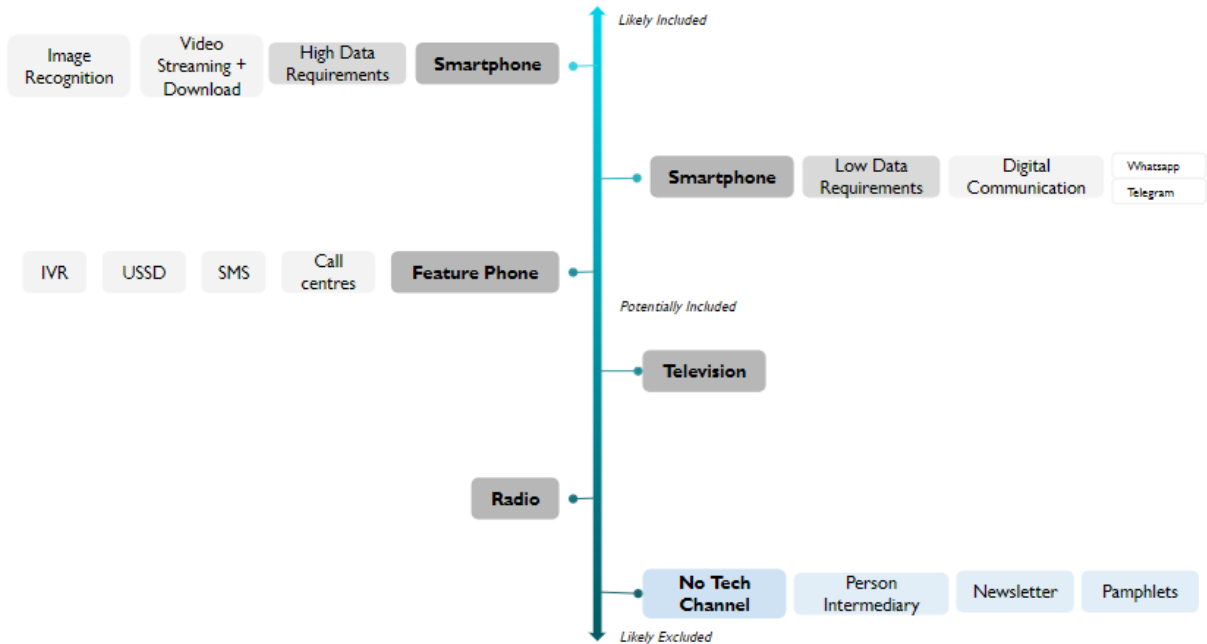 Likely Included
Image
Recognition
Video
Streaming +
Download
High Data
Requirements
Smartphone
Smartphone
Low Data
Requirements
Digital
Communication
Whatsapp
Telegram
IVR
USSD
SMS
Call
centres
Feature Phone
Potentially Included
Television
Radio
No Tech
Channel
Person
Intermediary
Newsletter
Pamphlets
Likely Excluded